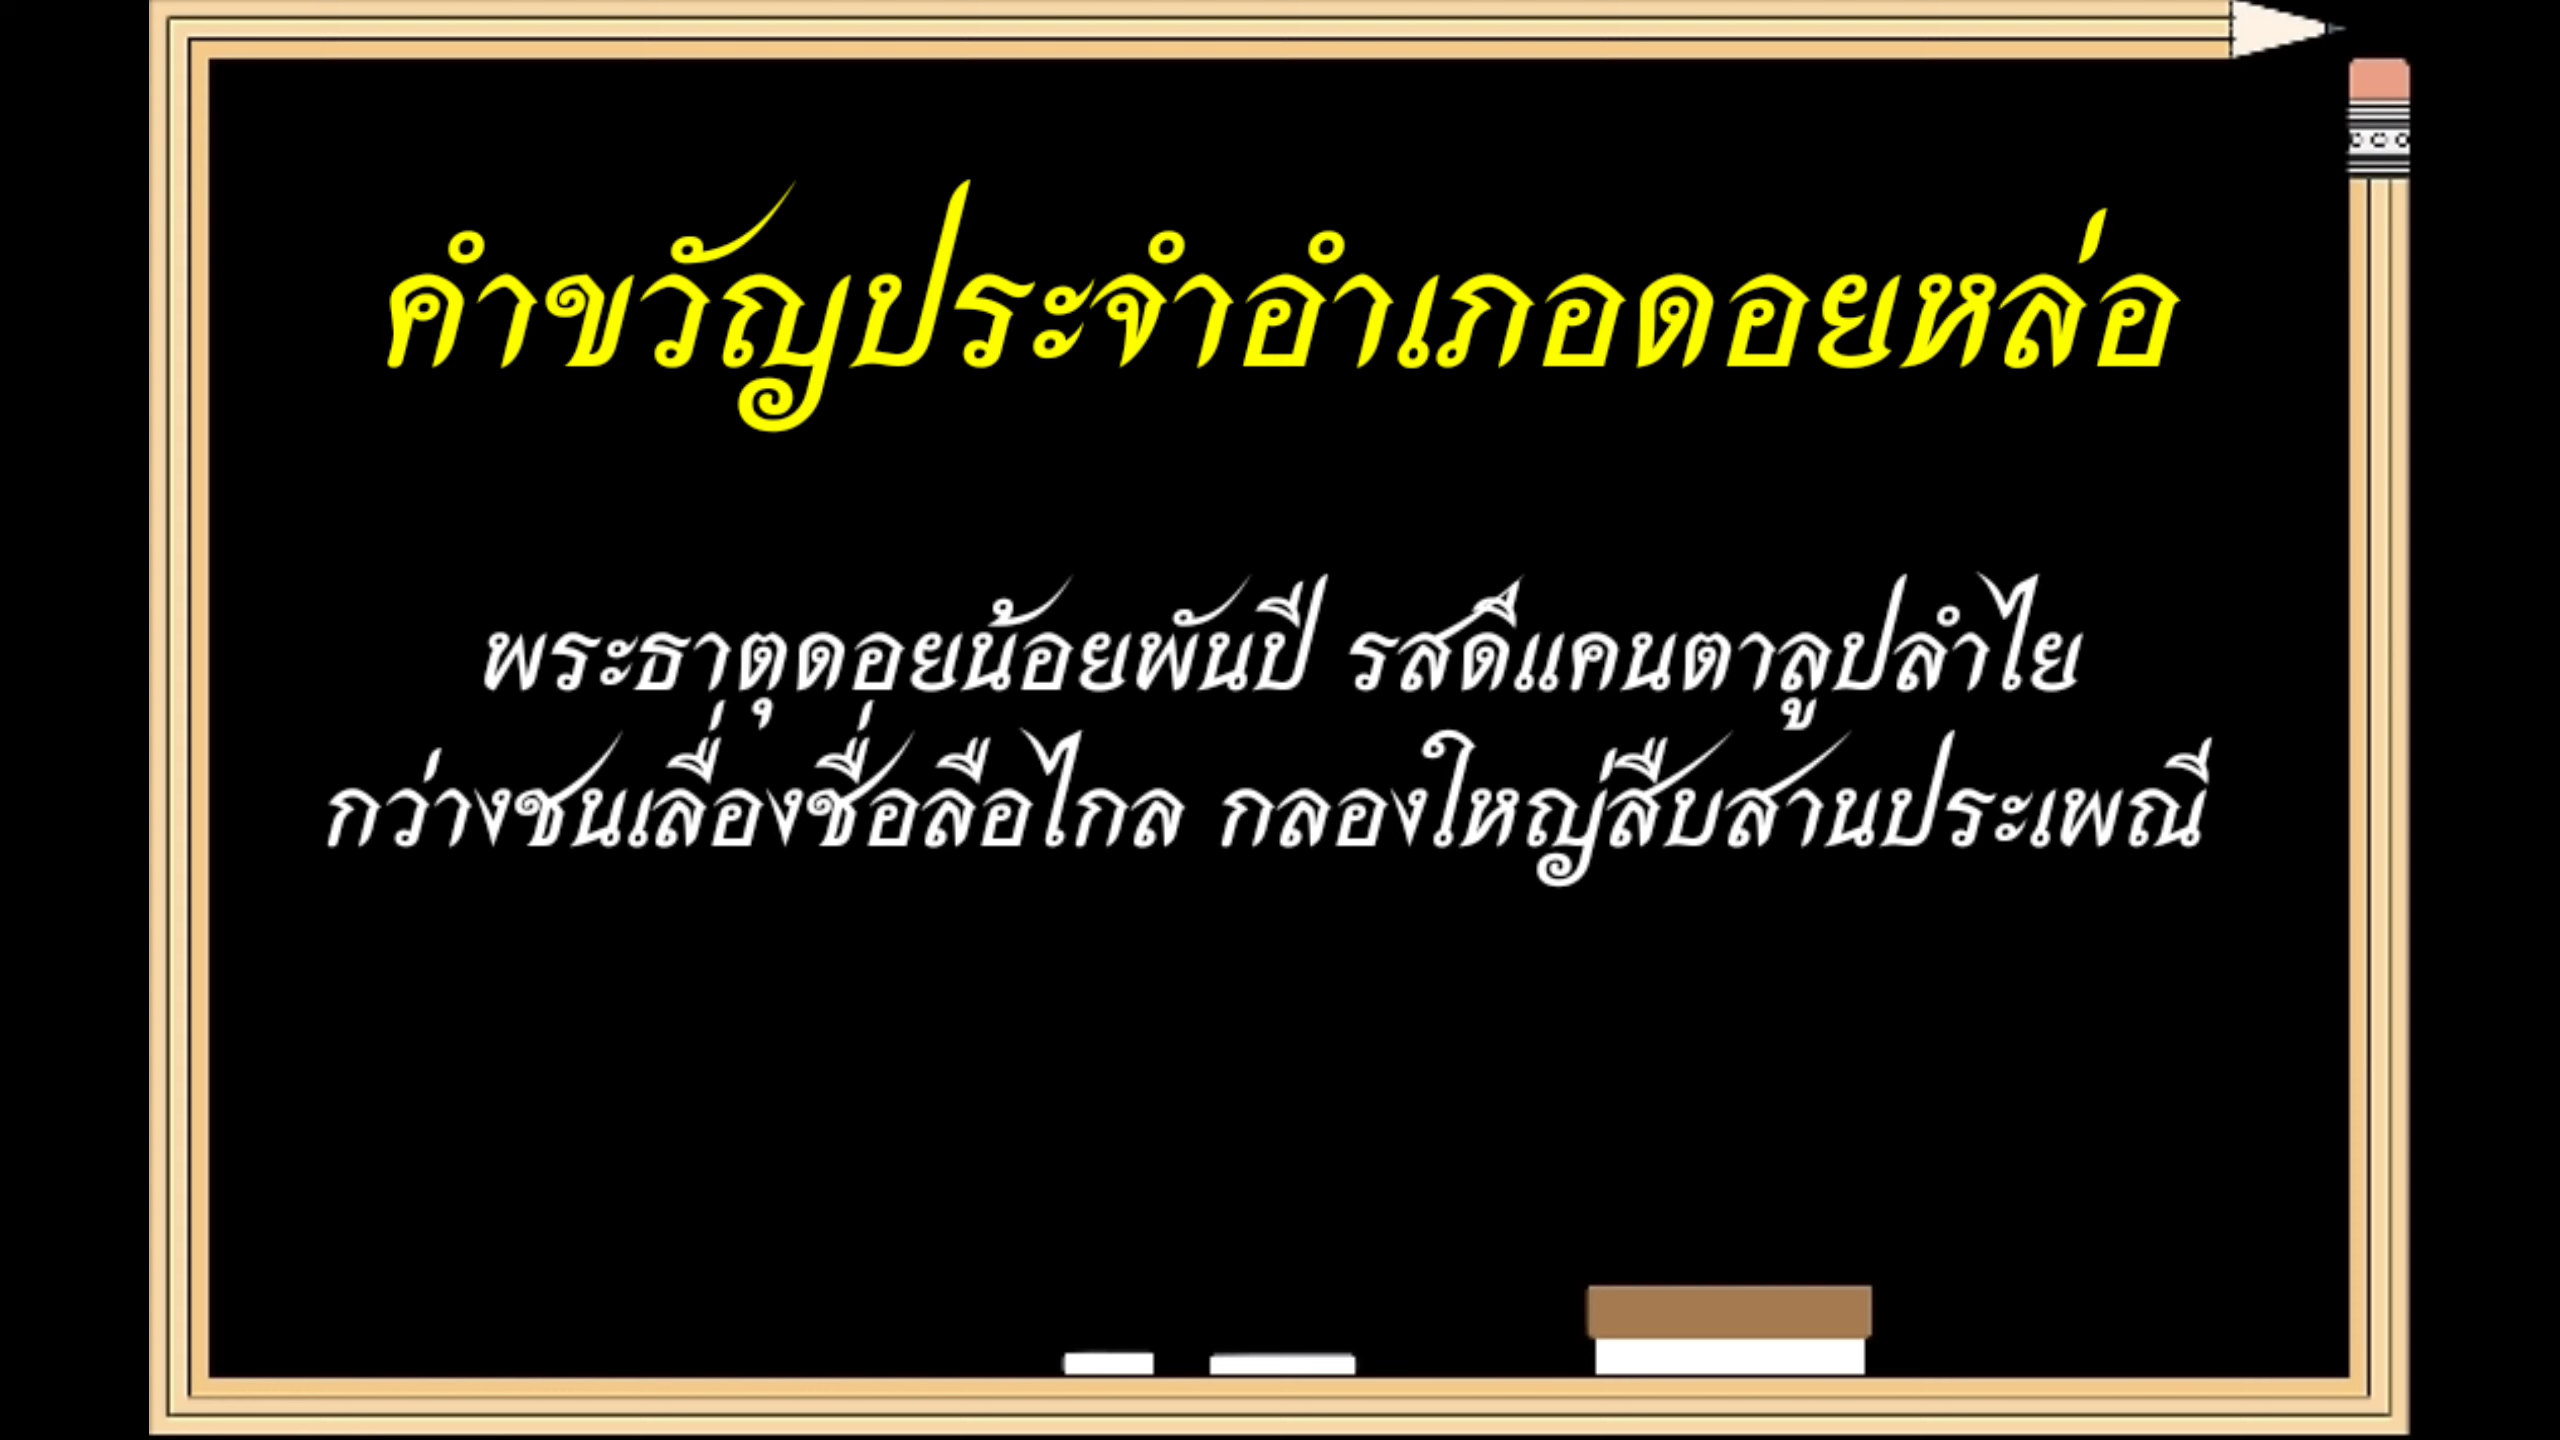 คำขวัญประจำอำเภอดอยหล่อ
พระธาตุดอยน้อยพันปี รสดีแคนตาลูปลำไย
กว่างชนเลื่องชื่อลือไกล กลองใหญ่สืบสานประเพณี